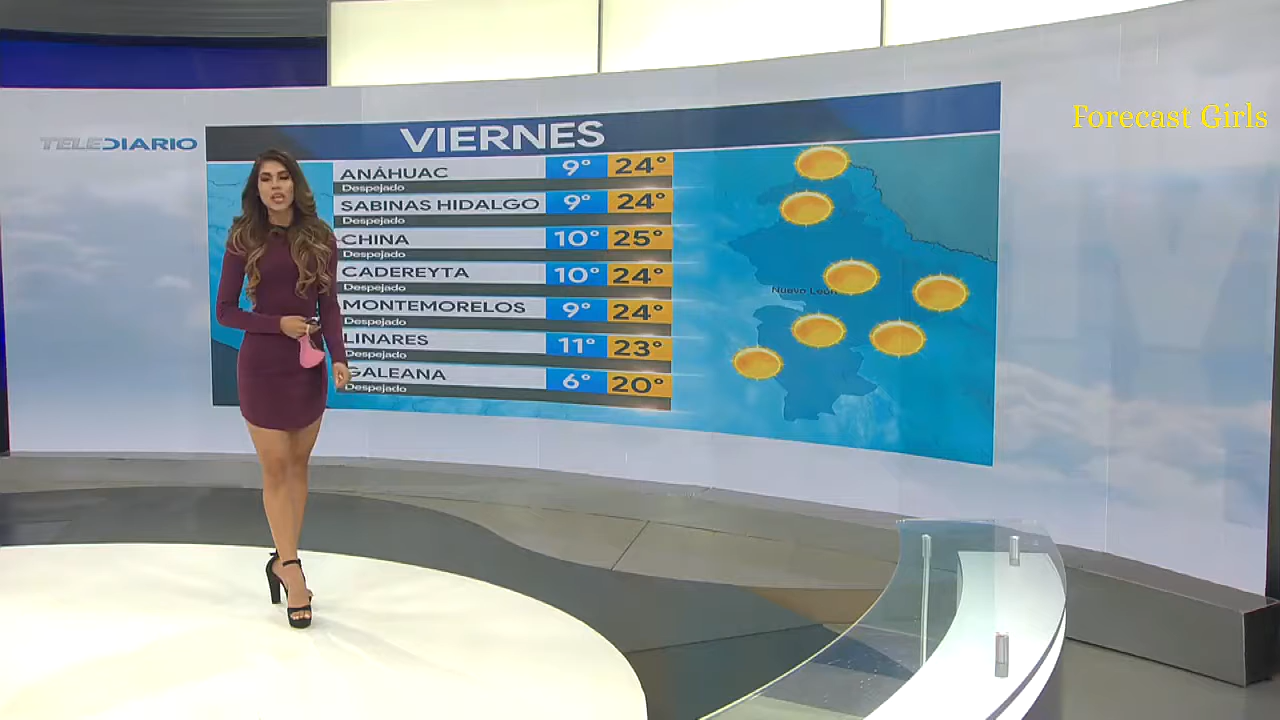 Forecast Girls
TELEDIARIO
VIERNES
ANÁHUAC 9° 24°
Despejado
SABINAS HIDALGO 9° 24°
Despejado
CHINA 10° 25°
Despejado
CADEREYTA 10° 24°
Despejado
MONTEMORELOS 9° 24°
Despejado
LINARES 11° 23°
Despejado
GALEANA 6° 20°
Despejado
Nuevo León